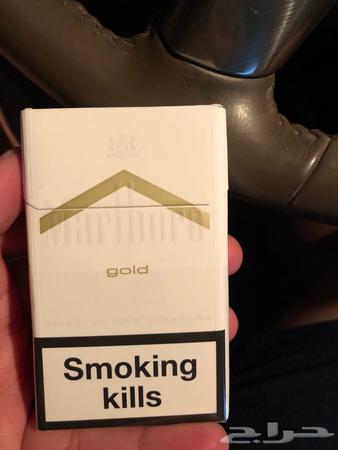 Marlboro
gold
SELECTED FINE TOBACCOS
Smoking
kills
حراج